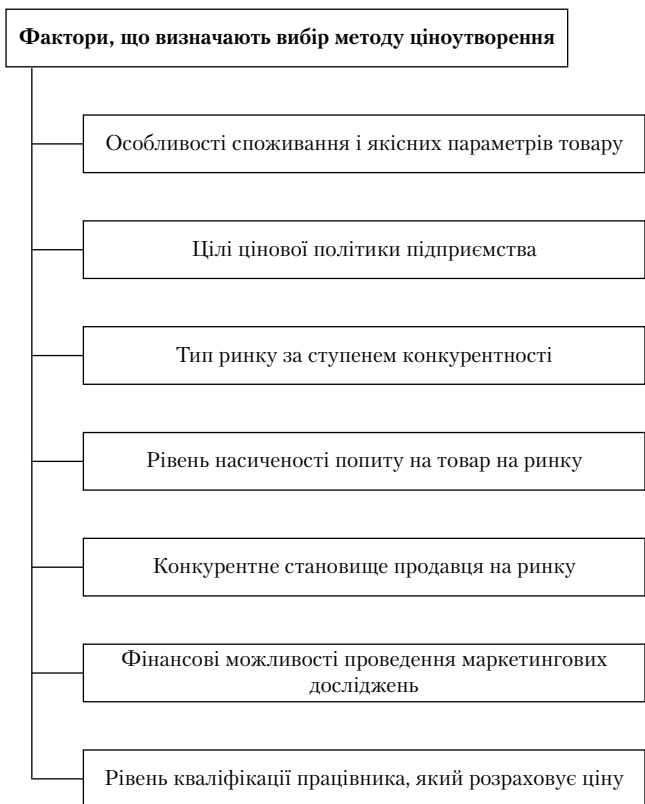 Фактори, що визначають вибір методу ціноутворення
Особливості споживання і якісних параметрів товару
Цілі цінової політики підприємства
Тип ринку за ступенем конкурентності
Рівень насиченості попиту на товар на ринку
Конкурентне становище продавця на ринку
Фінансові можливості проведення маркетингових
досліджень
Рівень кваліфікації працівника, який розраховує ціну